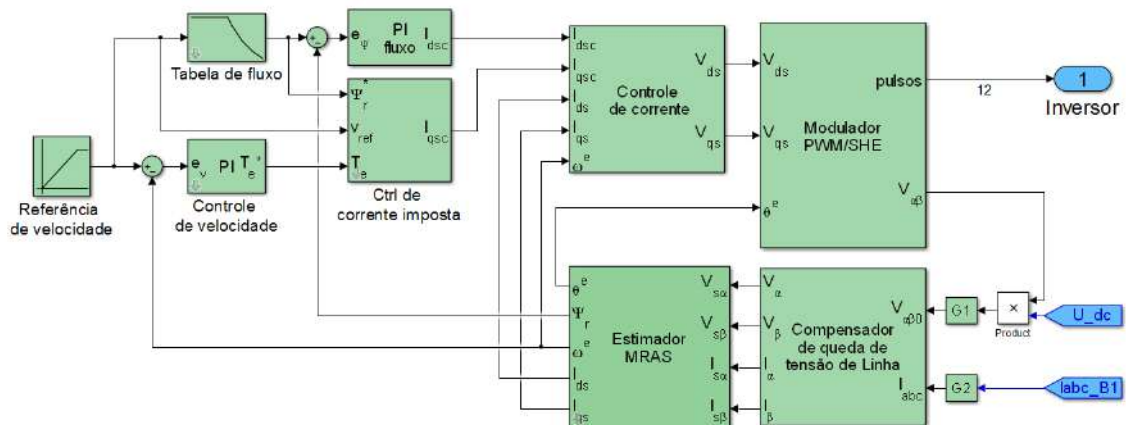 Tabela de fluxo
+
-
e_Ψ
PI
fluxo
I_dsc
Ψ_r^*
v_ref
T_e
I_qsc
Ctrl de
corrente imposta
Referência
de velocidade
+
-
e_v
PI
T_e^*
Controle
de velocidade
I_dsc
I_qsc
I_ds
I_qs
ω^e
Controle
de corrente
V_ds
V_qs
V_ds
V_qs
θ^e
Modulador
PWM/SHE
pulsos
V_αβ
12
1
Inversor
θ^e
Ψ_r
ω^e
I_ds
I_qs
Estimador
MRAS
V_sα
V_sβ
I_sα
I_sβ
V_α
V_β
I_α
I_β
Compensador
de queda de
tensão de Linha
V_αβ0
I_abc
G1
G2
×
Product
U_dc
Iabc_B1